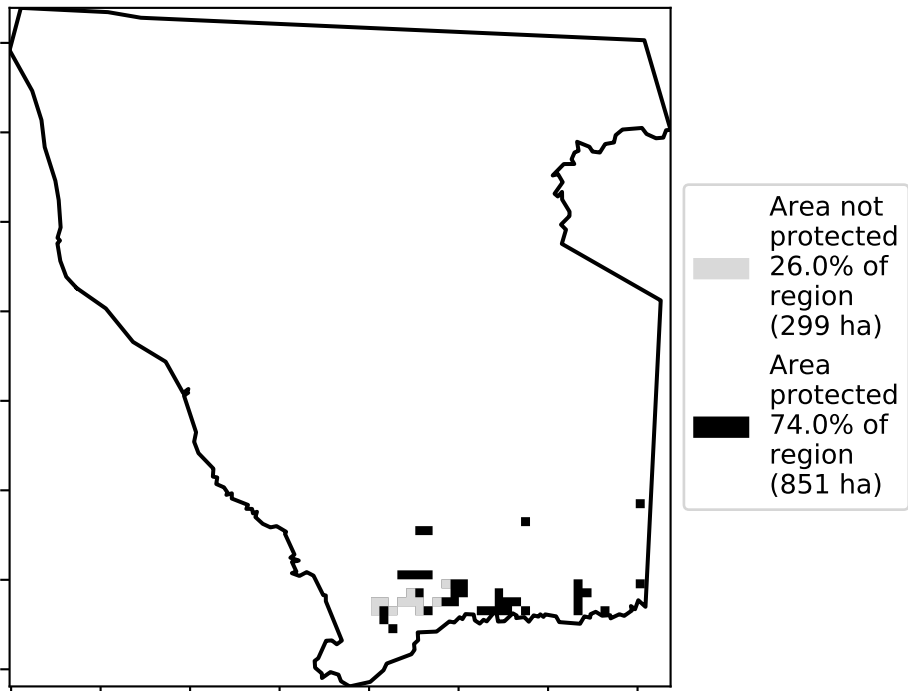 Area not
protected
26.0% of
region
(299 ha)
Area
protected
74.0% of
region
(851 ha)